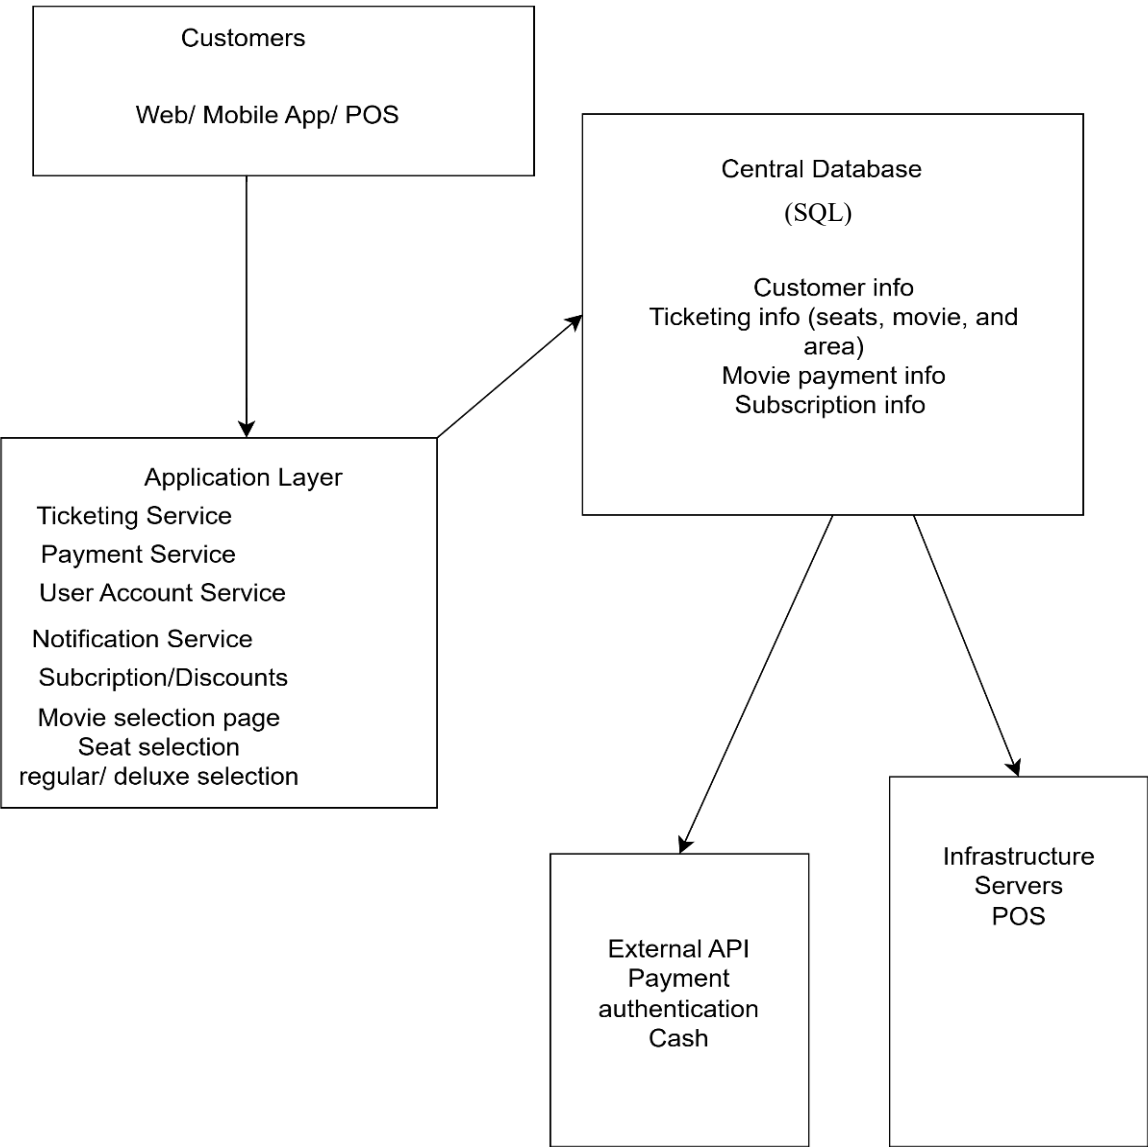 Customers
Web/ Mobile App/ POS
Central Database
(SQL)
Customer info
Ticketing info (seats, movie, and
area)
Movie payment info
Subscription info
Application Layer
Ticketing Service
Payment Service
User Account Service
Notification Service
Subcription/Discounts
Movie selection page
Seat selection
regular/ deluxe selection
External API
Payment
authentication
Cash
Infrastructure
Servers
POS